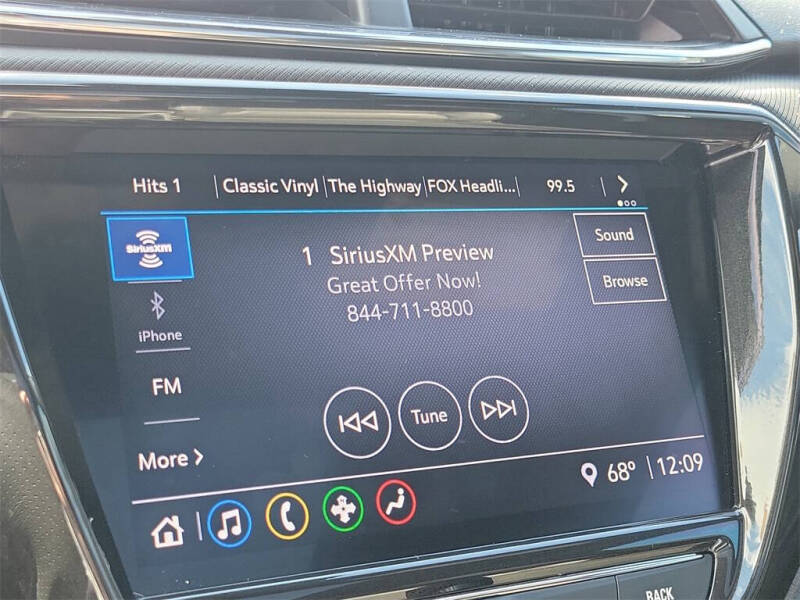 Hits 1 Classic Vinyl The Highway FOX Headli... 99.5 >
SiriusXM
iPhone
FM
More >
1 SiriusXM Preview
Great Offer Now!
844-711-8800
Sound
Browse
Tune
68° 12:09
BACK